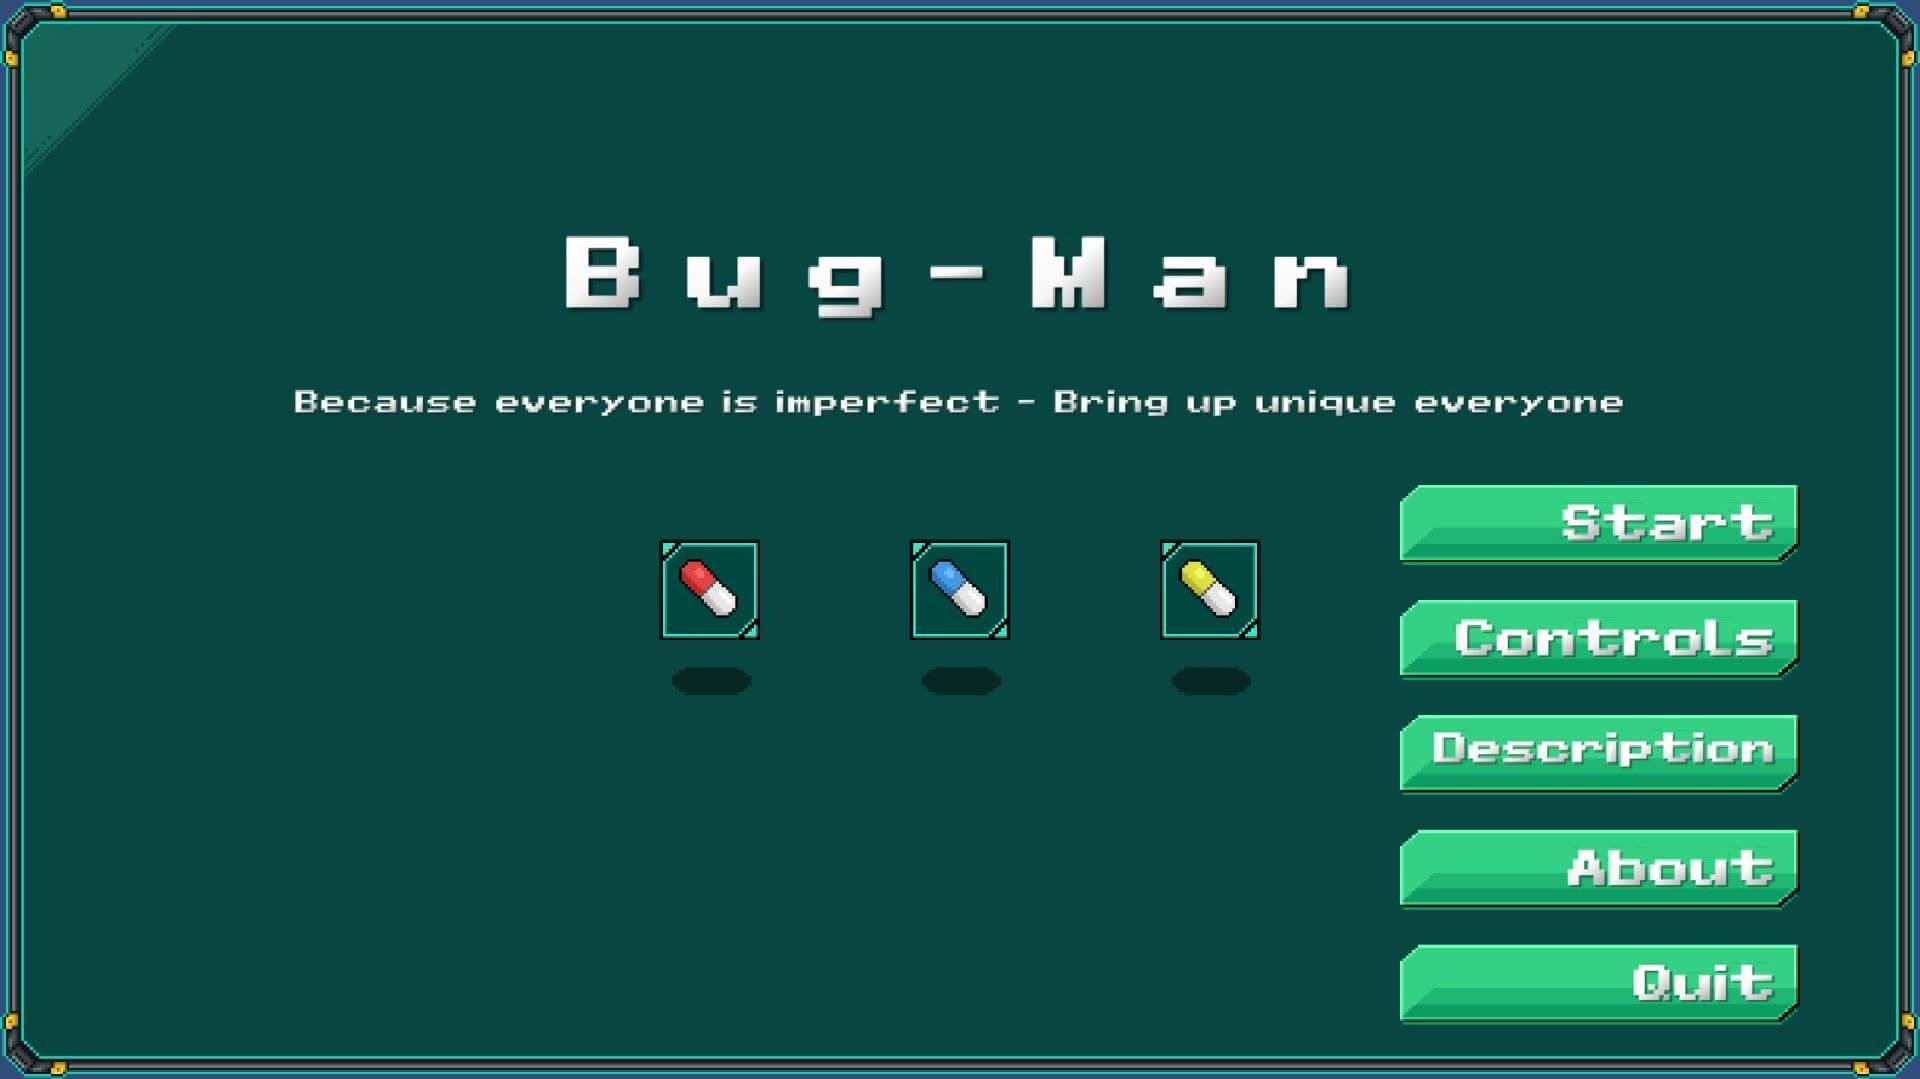 Bug-Man
Because everyone is imperfect - Bring up unique everyone
Start
Controls
Description
About
Quit